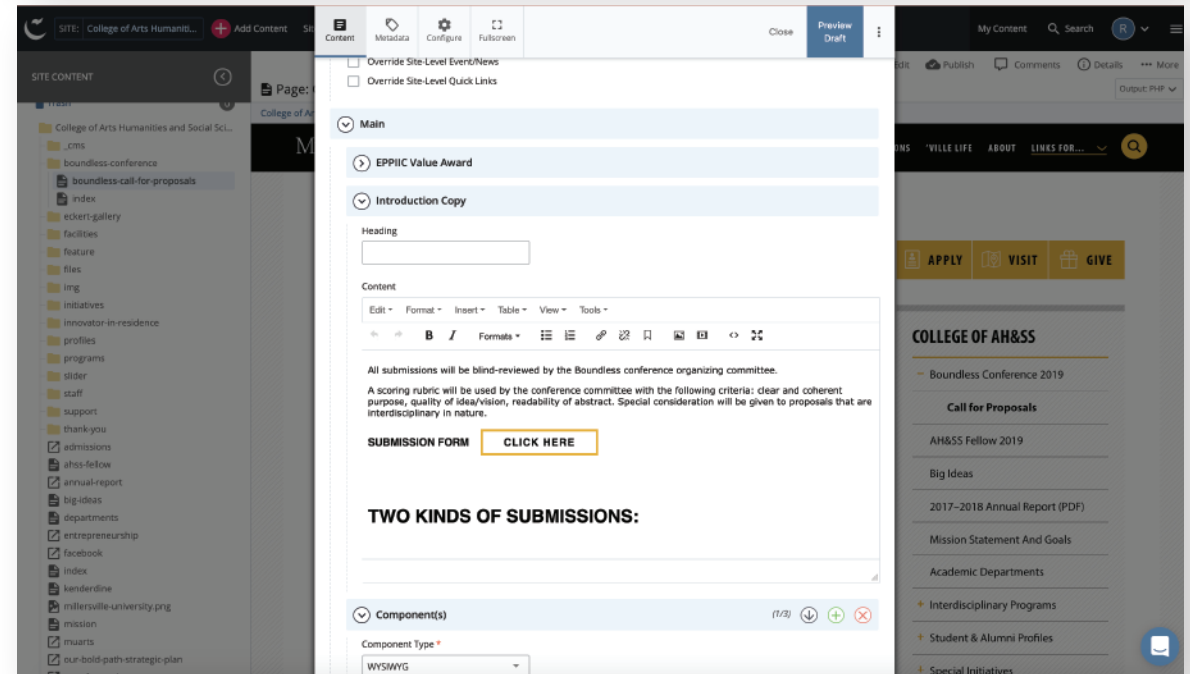 SITE: College of Arts Humaniti...
Add Content
Content
Metadata
Configure
Fullscreen
Close
Preview Draft
My Content
Search
R
SITE CONTENT
Page:
Edit
Publish
Comments
Details
More
Output: PHP
Trash
0
College of Arts Humanities and Social Sci...
_cms
boundless-conference
boundless-call-for-proposals
index
eckert-gallery
facilities
feature
files
img
initiatives
innovator-in-residence
profiles
programs
slider
staff
support
thank-you
admissions
ahss-fellow
annual-report
big-ideas
departments
entrepreneurship
facebook
index
kenderdine
millersville-university.png
mission
muarts
our-bold-path-strategic-plan
College of Ar
M
Override Site-Level Event/News
Override Site-Level Quick Links
Main
EPPIIC Value Award
Introduction Copy
Heading
Content
Edit Format Insert Table View Tools
B I Formats
All submissions will be blind-reviewed by the Boundless conference organizing committee.
A scoring rubric will be used by the conference committee with the following criteria: clear and coherent
purpose, quality of idea/vision, readability of abstract. Special consideration will be given to proposals that are
interdisciplinary in nature.
SUBMISSION FORM CLICK HERE
TWO KINDS OF SUBMISSIONS:
Component(s) (1/3)
Component Type *
WYSIWYG
ONS 'VILLE LIFE ABOUT LINKS FOR...
APPLY VISIT GIVE
COLLEGE OF AH&SS
Boundless Conference 2019
Call for Proposals
AH&SS Fellow 2019
Big Ideas
2017–2018 Annual Report (PDF)
Mission Statement And Goals
Academic Departments
+ Interdisciplinary Programs
+ Student & Alumni Profiles
+ Special Initiatives